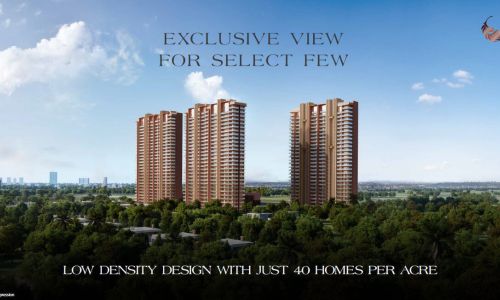 EXCLUSIVE VIEW
FOR SELECT FEW
LOW DENSITY DESIGN WITH JUST 40 HOMES PER ACRE